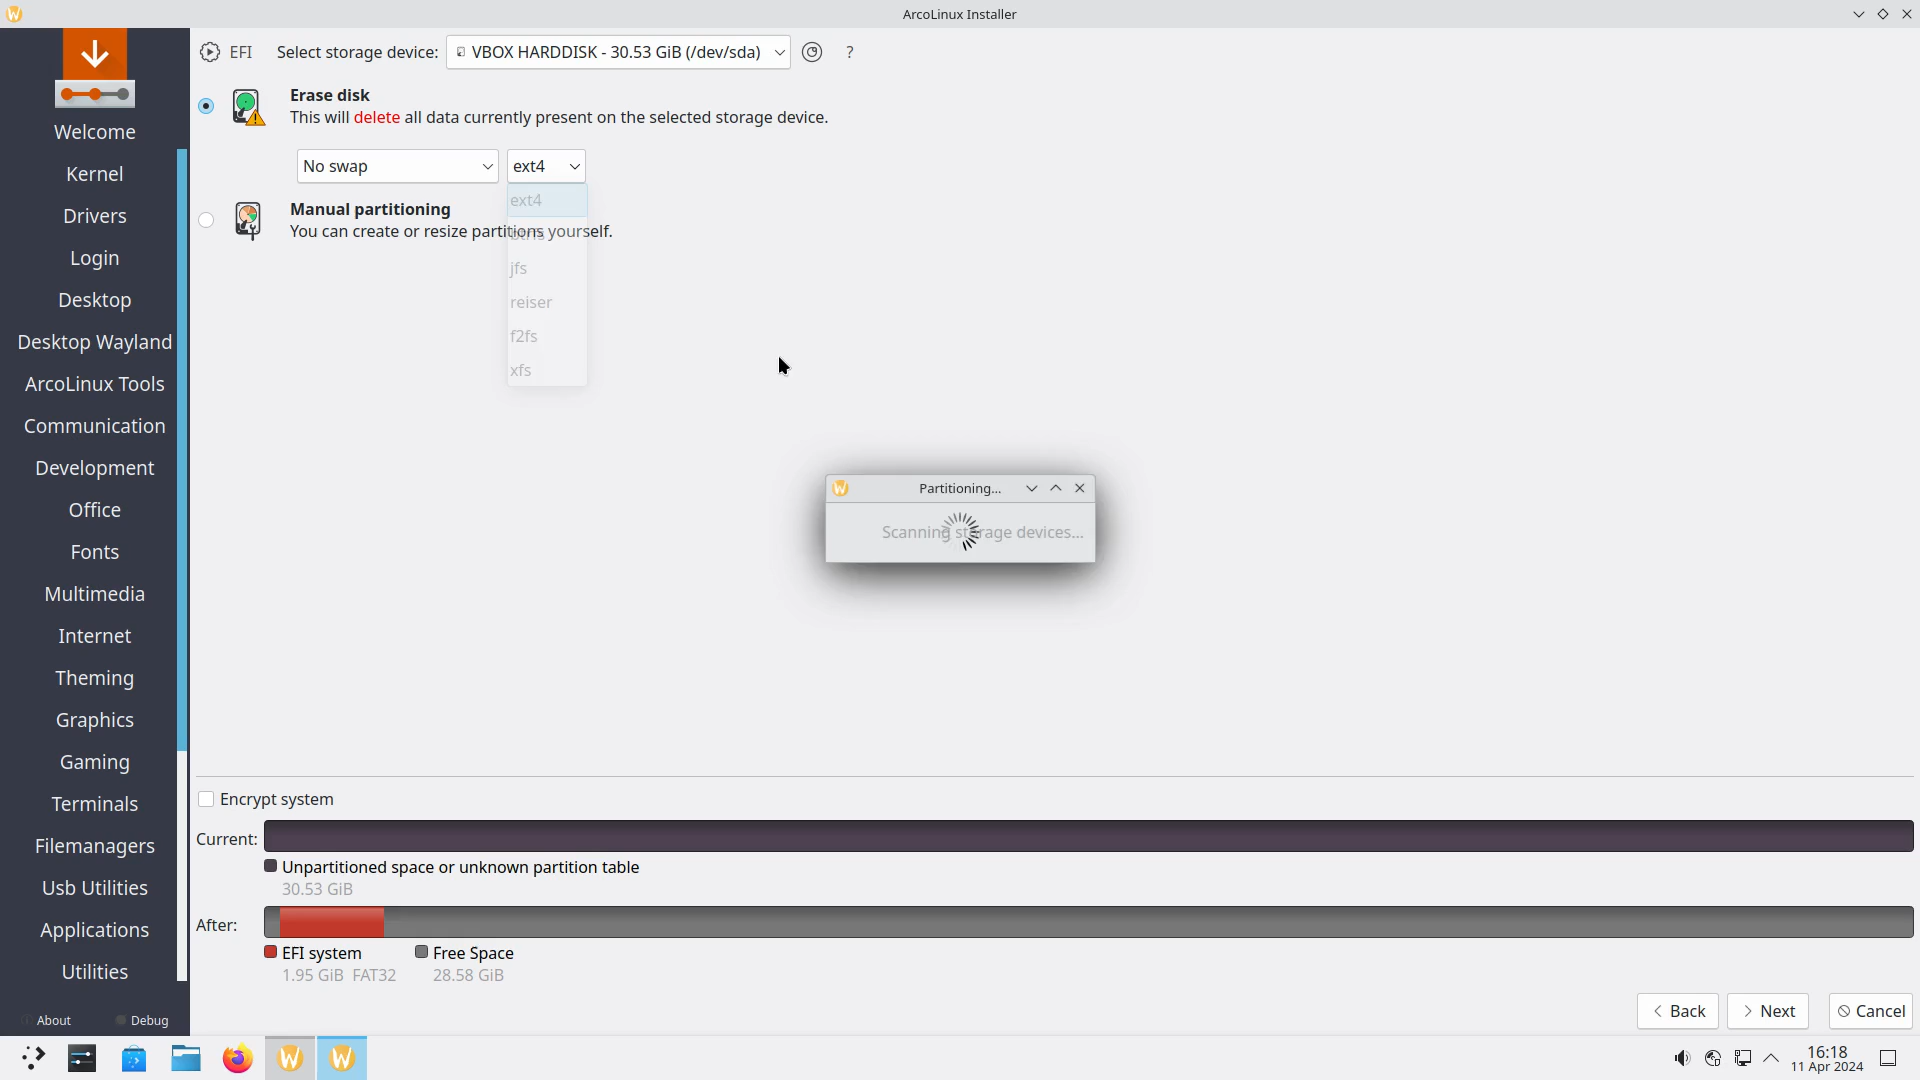 ArcoLinux Installer
EFI
Select storage device:
VBOX HARDDISK - 30.53 GiB (/dev/sda)
?
Welcome
Kernel
Drivers
Login
Desktop
Desktop Wayland
ArcoLinux Tools
Communication
Development
Office
Fonts
Multimedia
Internet
Theming
Graphics
Gaming
Terminals
Filemanagers
Usb Utilities
Applications
Utilities
About
Debug
Erase disk
This will delete all data currently present on the selected storage device.
No swap
ext4
Manual partitioning
You can create or resize partitions yourself.
ext4
btrfs
jfs
reiser
f2fs
xfs
Partitioning...
Scanning storage devices...
Encrypt system
Current:
Unpartitioned space or unknown partition table
30.53 GiB
After:
EFI system
1.95 GiB FAT32
Free Space
28.58 GiB
Back
Next
Cancel
16:18
11 Apr 2024